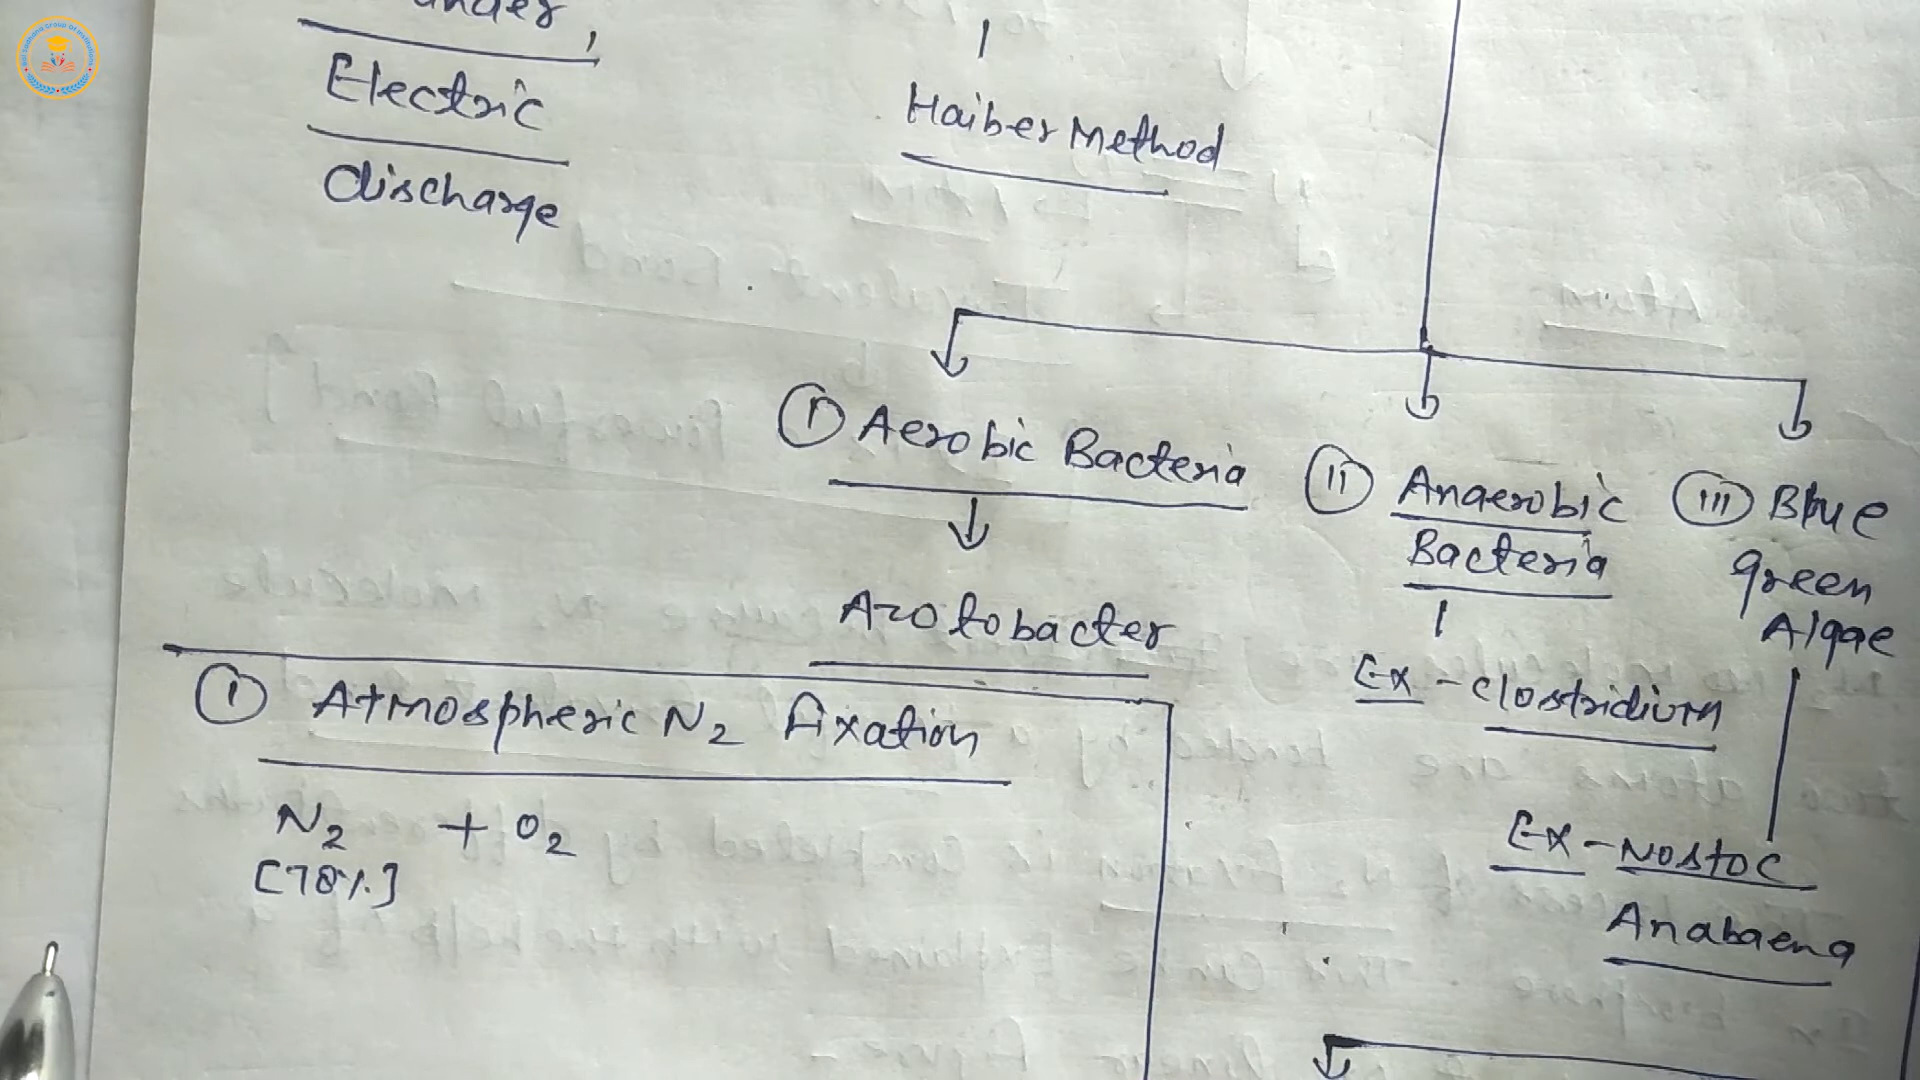 Electric
discharge
Haiber Method
I Aerobic Bacteria
Azotobacter
II Anaerobic
Bacteria
Ex - Clostridium
III Blue
green
Algae
Ex - Nostoc
Anabaena
I Atmospheric N2 fixation
N2 + O2
[78%]